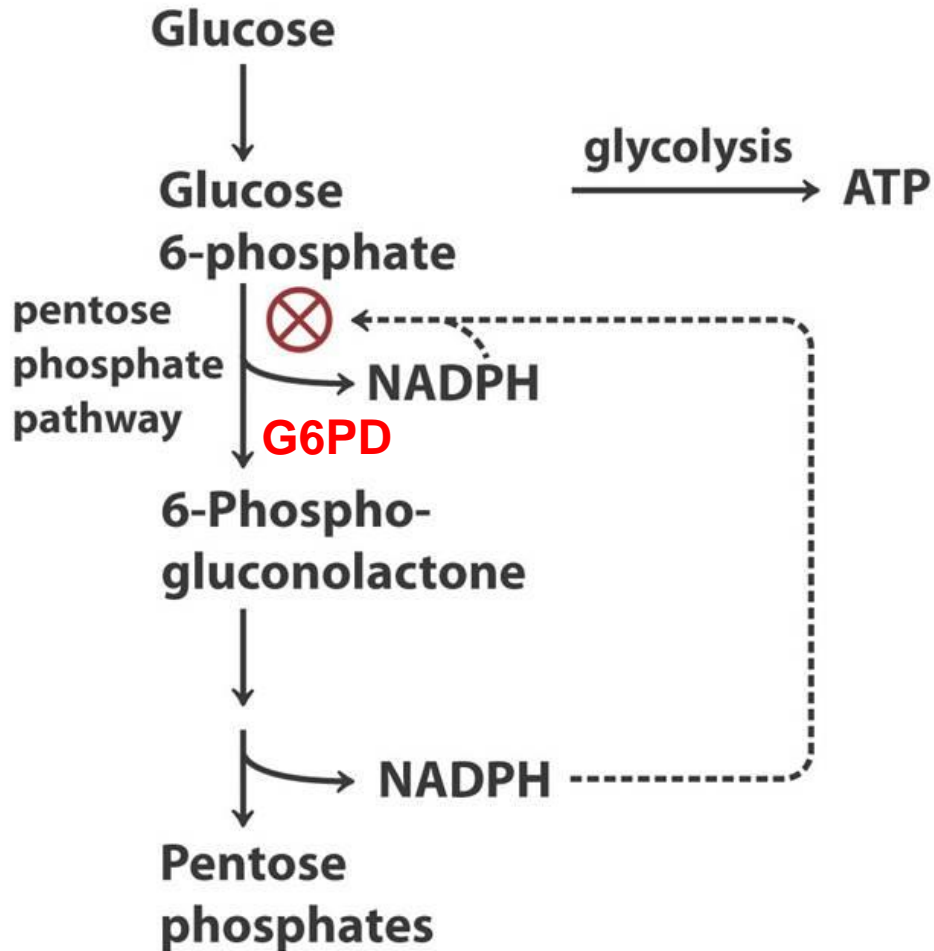 Glucose
glycolysis
ATP
Glucose
6-phosphate
pentose
phosphate
pathway
NADPH
G6PD
6-Phospho-
gluconolactone
NADPH
Pentose
phosphates